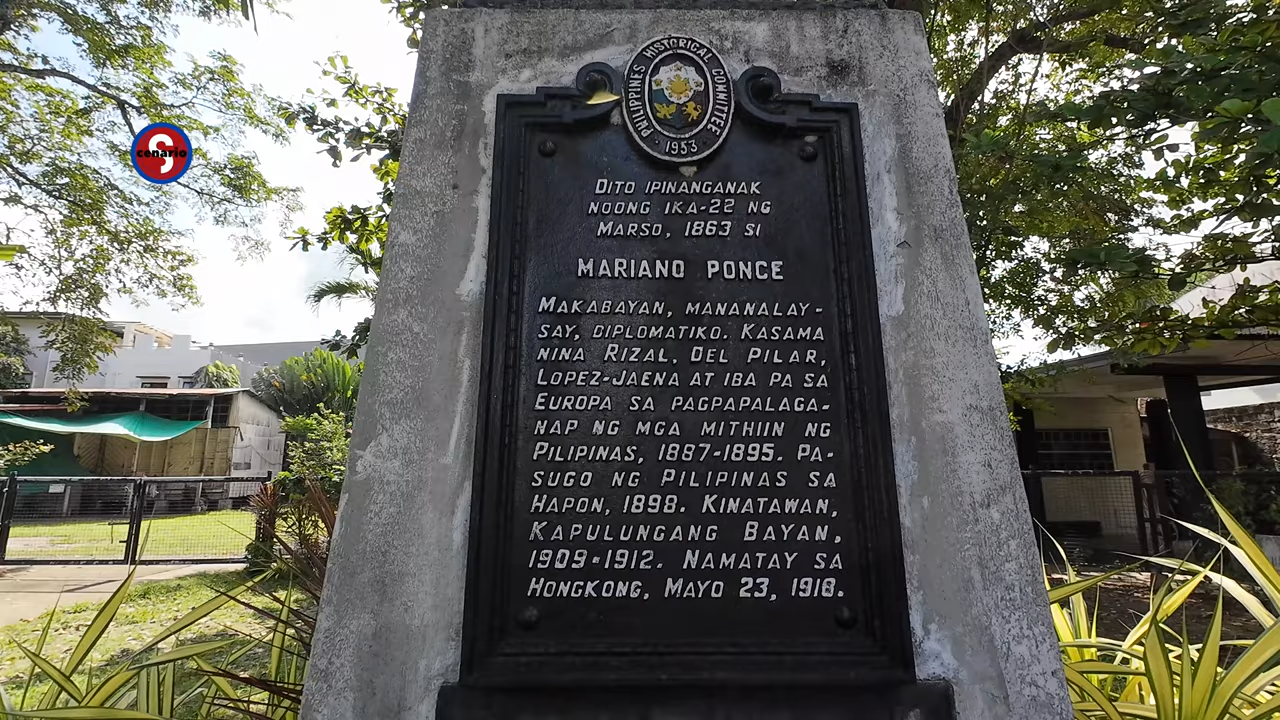 Scenario
PHILIPPINES HISTORICAL COMMITTEE
1953
DITO IPINANGANAK
NOONG IKA-22 NG
MARSO, 1863 SI
MARIANO PONCE
MAKABAYAN, MANANALAY-
SAY, DIPLOMATIKO. KASAMA
NINA RIZAL, DEL PILAR,
LOPEZ-JAENA AT IBA PA SA
EUROPA SA PAGPAPALAGA-
NAP NG MGA MITHIIN NG
PILIPINAS, 1887-1895. PA-
SUGO NG PILIPINAS SA
HAPON, 1898. KINATAWAN,
KAPULUNGANG BAYAN,
1909-1912. NAMATAY SA
HONGKONG, MAYO 23, 1918.